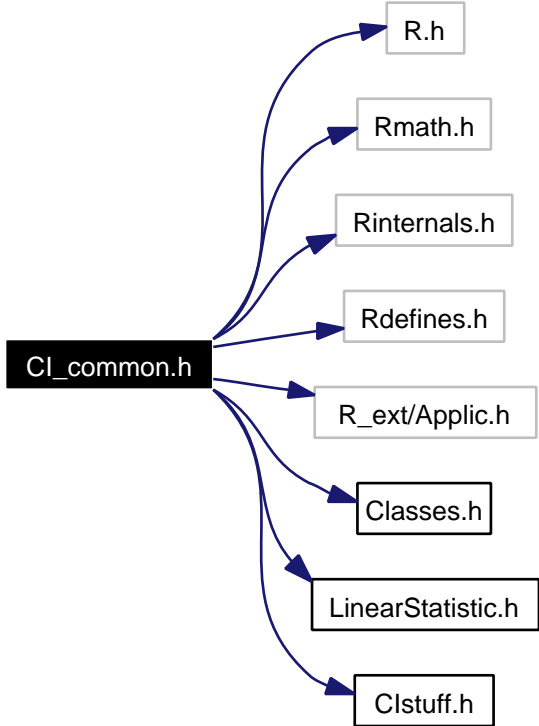 R.h
Rmath.h
Rinternals.h
Rdefines.h
CI_common.h
R_ext/Applic.h
Classes.h
LinearStatistic.h
CIstuff.h